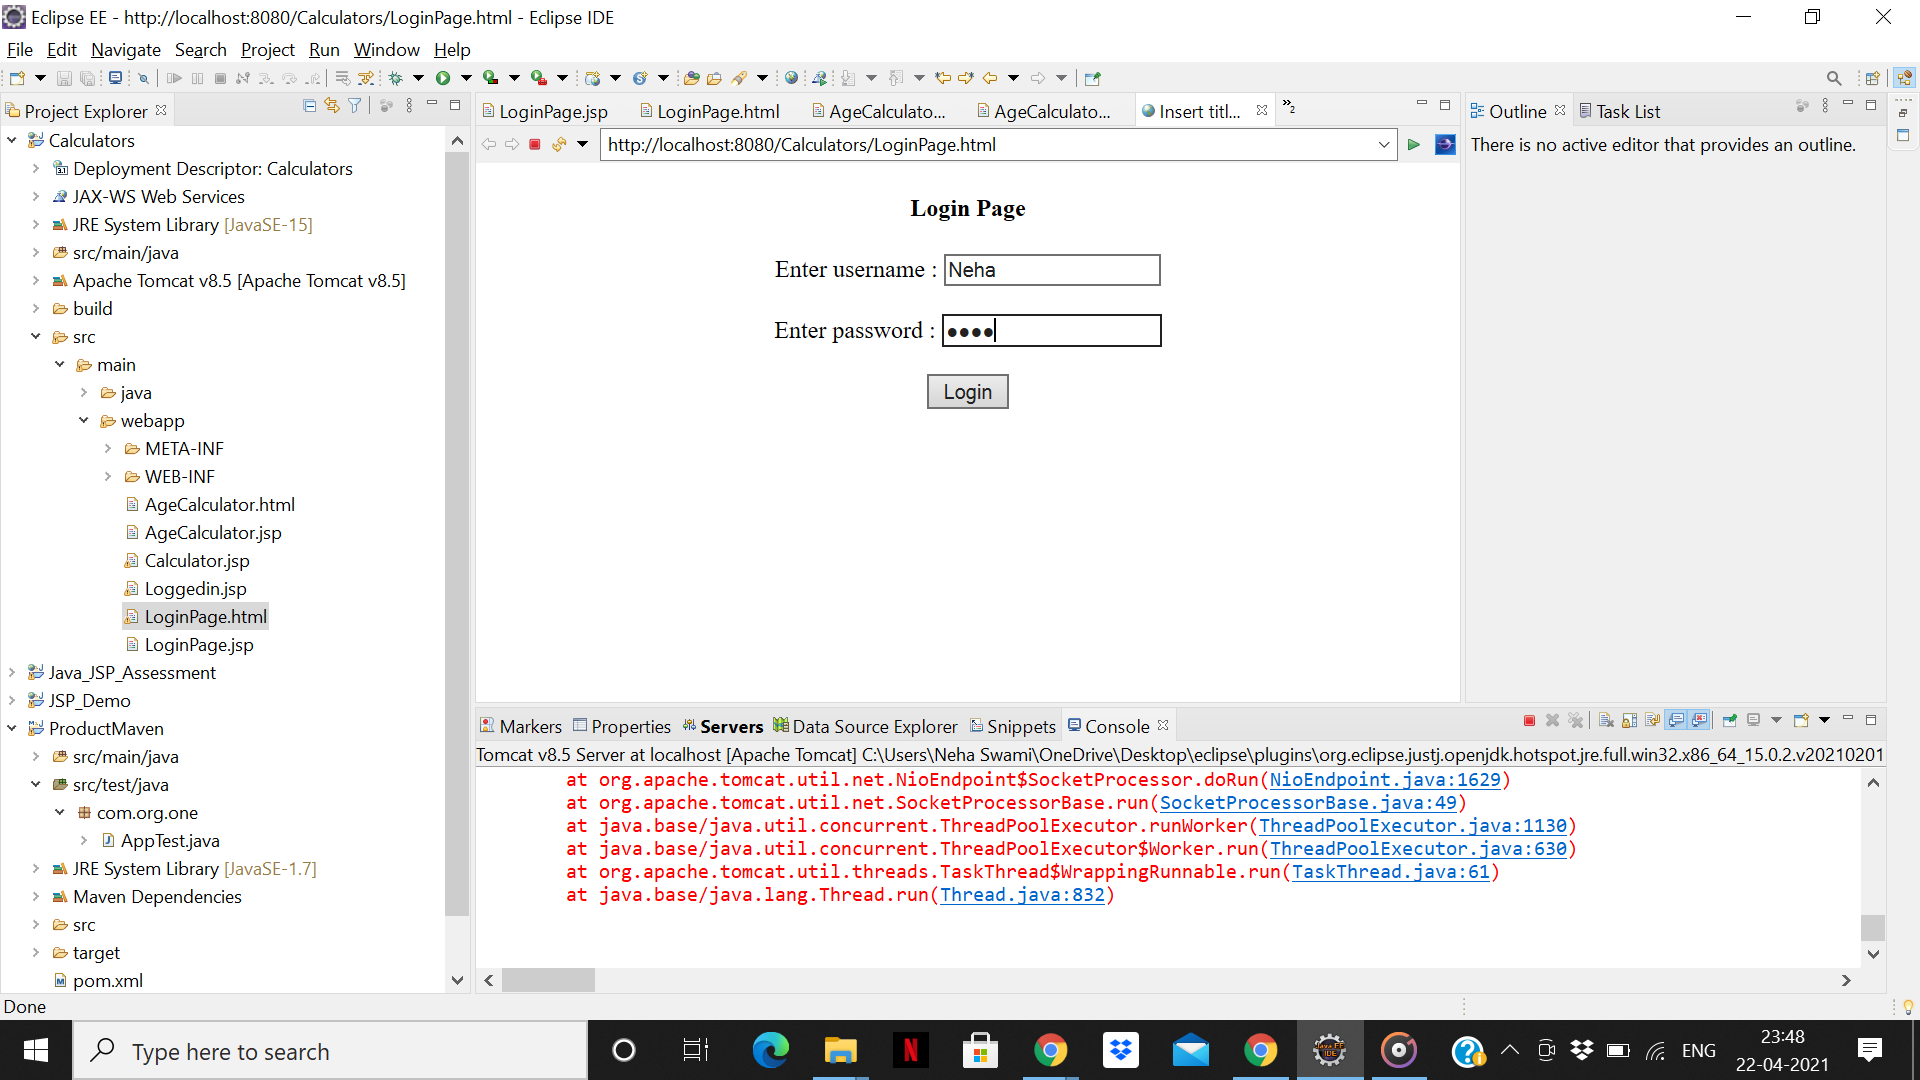 Eclipse EE - http://localhost:8080/Calculators/LoginPage.html - Eclipse IDE
File Edit Navigate Search Project Run Window Help
Project Explorer
LoginPage.jsp LoginPage.html AgeCalculato... AgeCalculato... Insert titl... »2
Outline Task List
http://localhost:8080/Calculators/LoginPage.html
There is no active editor that provides an outline.
Calculators
Deployment Descriptor: Calculators
JAX-WS Web Services
JRE System Library [JavaSE-15]
src/main/java
Apache Tomcat v8.5 [Apache Tomcat v8.5]
build
src
main
java
webapp
META-INF
WEB-INF
AgeCalculator.html
AgeCalculator.jsp
Calculator.jsp
Loggedin.jsp
LoginPage.html
LoginPage.jsp
Java_JSP_Assessment
JSP_Demo
ProductMaven
src/main/java
src/test/java
com.org.one
AppTest.java
JRE System Library [JavaSE-1.7]
Maven Dependencies
src
target
pom.xml
Login Page
Enter username : Neha
Enter password : ●●●●
Login
Markers Properties Servers Data Source Explorer Snippets Console
Tomcat v8.5 Server at localhost [Apache Tomcat] C:\Users\Neha Swami\OneDrive\Desktop\eclipse\plugins\org.eclipse.justj.openjdk.hotspot.jre.full.win32.x86_64_15.0.2.v20210201
at org.apache.tomcat.util.net.NioEndpoint$SocketProcessor.doRun(NioEndpoint.java:1629)
at org.apache.tomcat.util.net.SocketProcessorBase.run(SocketProcessorBase.java:49)
at java.base/java.util.concurrent.ThreadPoolExecutor.runWorker(ThreadPoolExecutor.java:1130)
at java.base/java.util.concurrent.ThreadPoolExecutor$Worker.run(ThreadPoolExecutor.java:630)
at org.apache.tomcat.util.threads.TaskThread$WrappingRunnable.run(TaskThread.java:61)
at java.base/java.lang.Thread.run(Thread.java:832)
Done
Type here to search
N
Java EE
IDE
ENG
23:48
22-04-2021